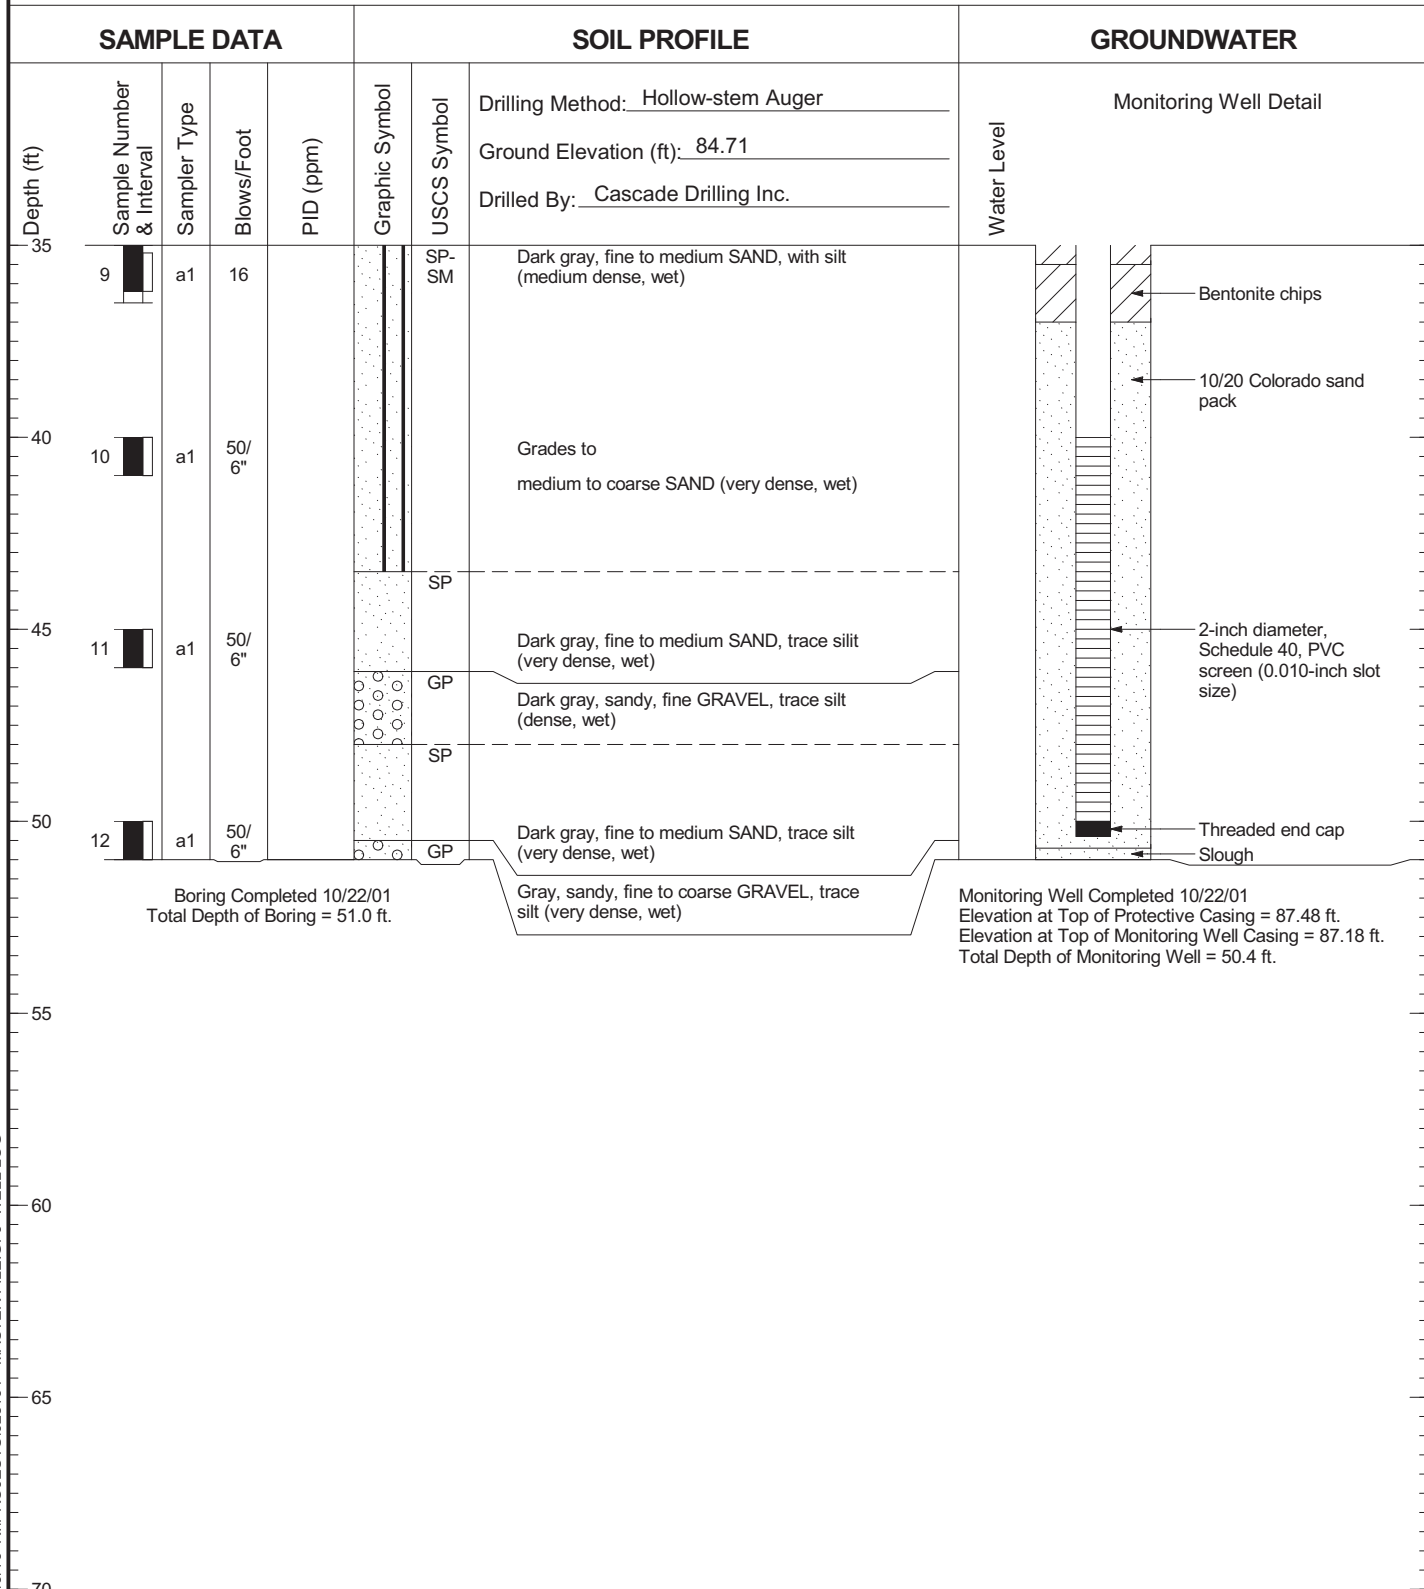 SAMPLE DATA
SOIL PROFILE
GROUNDWATER
Depth (ft)
Sample Number
& Interval
Sampler Type
Blows/Foot
PID (ppm)
Graphic Symbol
USCS Symbol
Drilling Method: Hollow-stem Auger
Ground Elevation (ft): 84.71
Drilled By: Cascade Drilling Inc.
Water Level
Monitoring Well Detail
35
9
a1
16
SP-
SM
Dark gray, fine to medium SAND, with silt
(medium dense, wet)
Bentonite chips
10/20 Colorado sand
pack
40
10
a1
50/
6"
Grades to
medium to coarse SAND (very dense, wet)
SP
45
11
a1
50/
6"
Dark gray, fine to medium SAND, trace silit
(very dense, wet)
2-inch diameter,
Schedule 40, PVC
screen (0.010-inch slot
size)
GP
Dark gray, sandy, fine GRAVEL, trace silt
(dense, wet)
SP
50
12
a1
50/
6"
Dark gray, fine to medium SAND, trace silt
(very dense, wet)
Threaded end cap
GP
Slough
Gray, sandy, fine to coarse GRAVEL, trace
silt (very dense, wet)
Boring Completed 10/22/01
Total Depth of Boring = 51.0 ft.
Monitoring Well Completed 10/22/01
Elevation at Top of Protective Casing = 87.48 ft.
Elevation at Top of Monitoring Well Casing = 87.18 ft.
Total Depth of Monitoring Well = 50.4 ft.
55
60
65
70